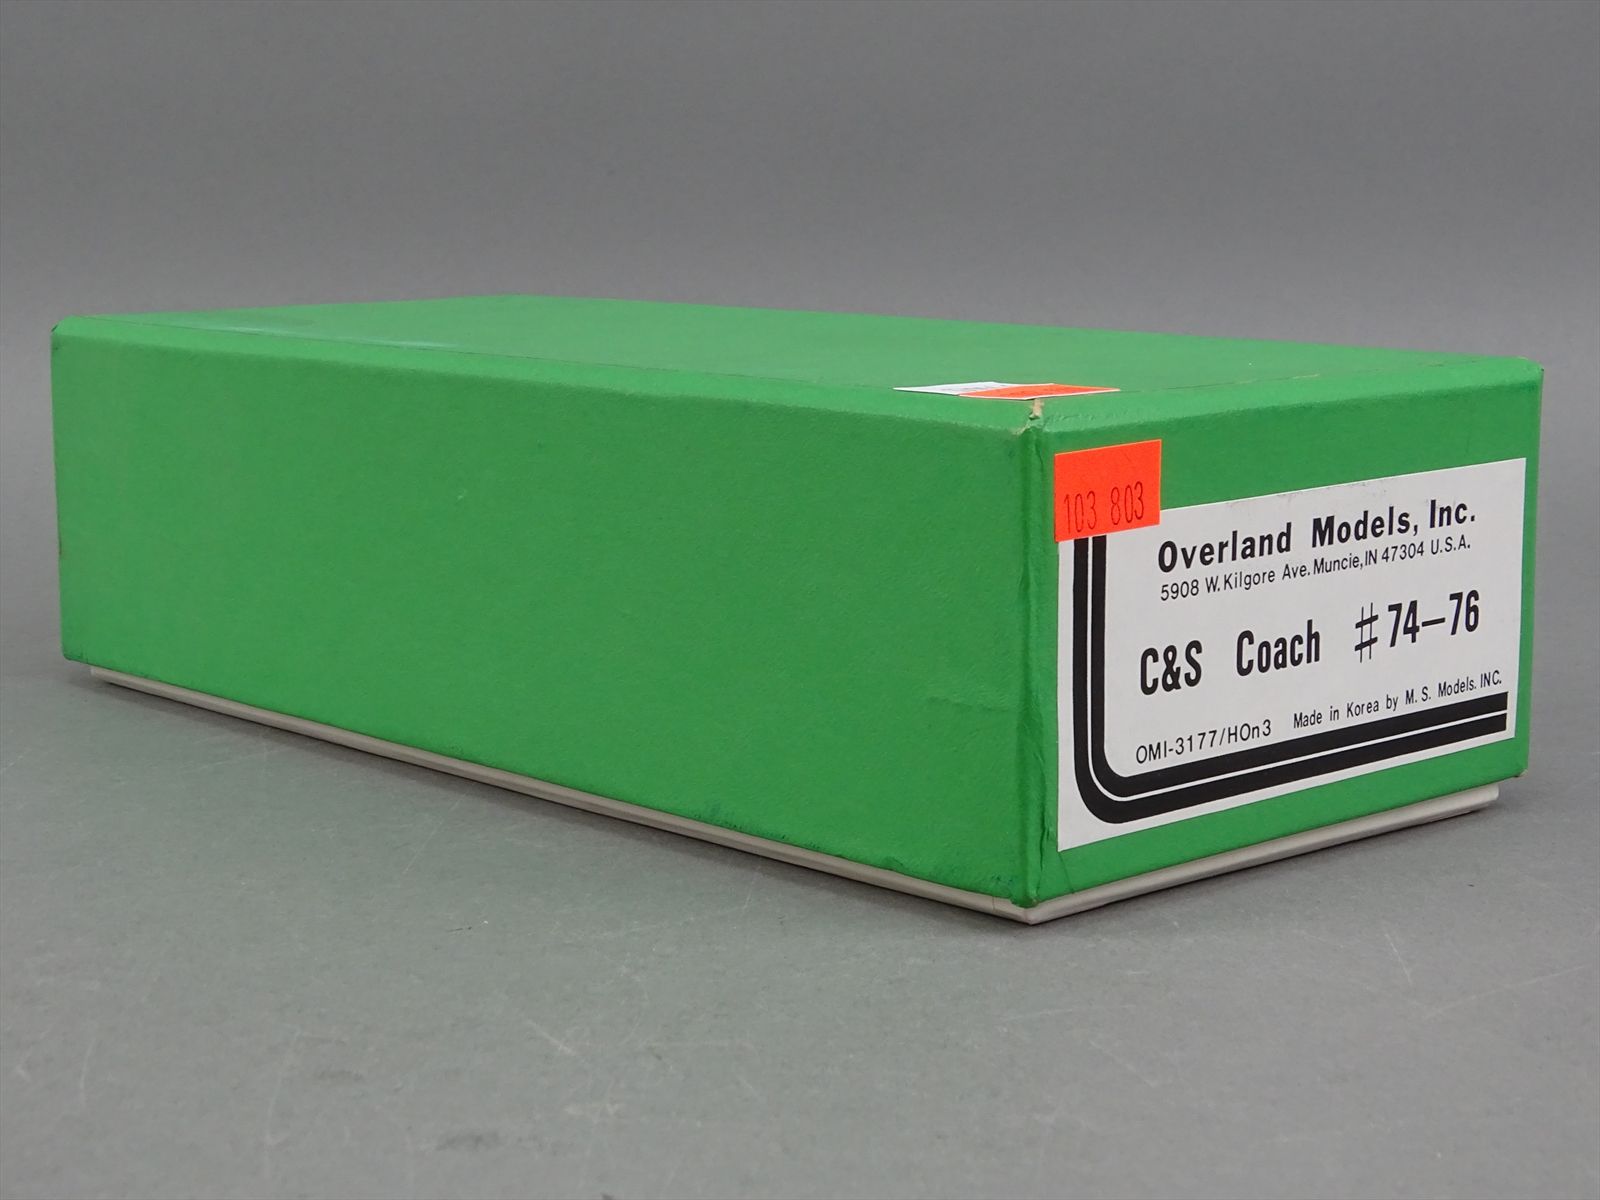 103 803
Overland Models, Inc.
5908 W. Kilgore Ave. Muncie, IN 47304 U.S.A.
C&S Coach #74-76
OMI-3177/HOn3 Made in Korea by M. S. Models. INC.